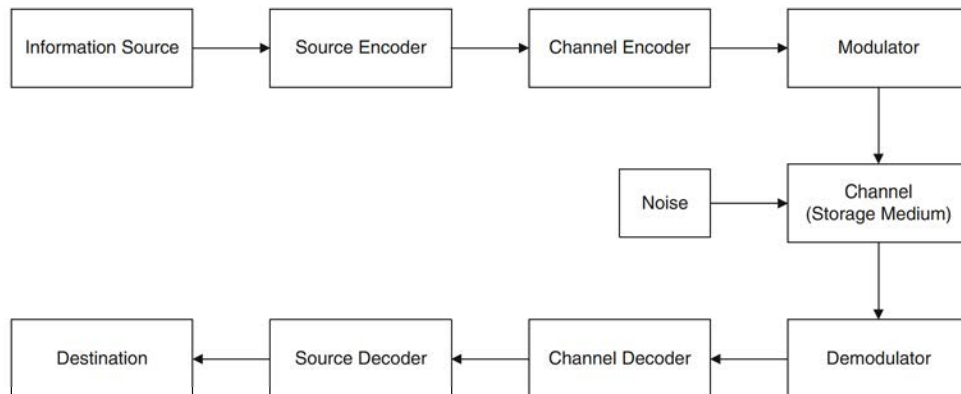 Information Source
Source Encoder
Channel Encoder
Modulator
Noise
Channel
(Storage Medium)
Destination
Source Decoder
Channel Decoder
Demodulator